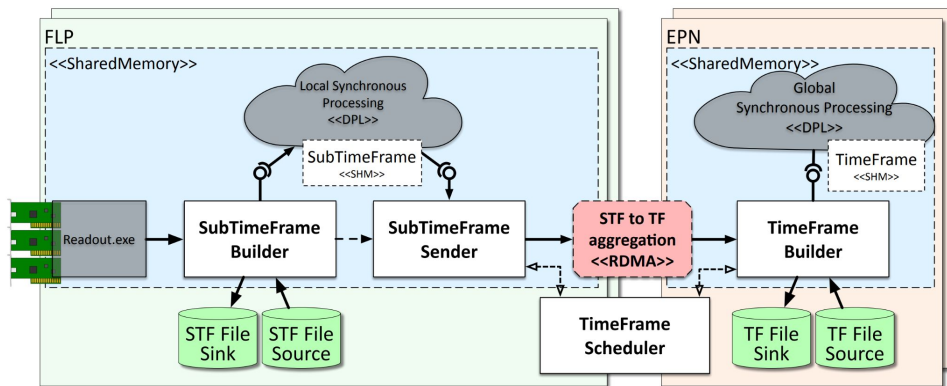 FLP
<<SharedMemory>>
Local Synchronous
Processing
<<DPL>>
SubTimeFrame
<<SHM>>
Readout.exe
SubTimeFrame
Builder
SubTimeFrame
Sender
STF to TF
aggregation
<<RDMA>>
STF File
Sink
STF File
Source
TimeFrame
Scheduler
EPN
<<SharedMemory>>
Global
Synchronous Processing
<<DPL>>
TimeFrame
<<SHM>>
TimeFrame
Builder
TF File
Sink
TF File
Source